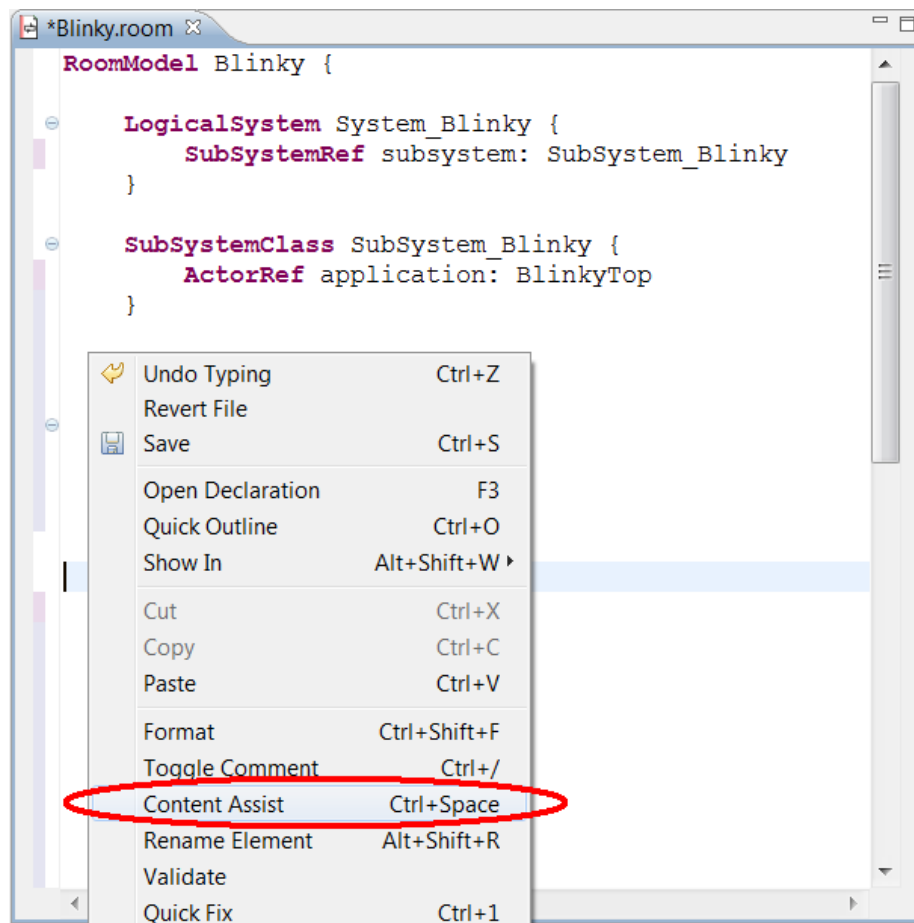 *Blinky.room
RoomModel Blinky {
LogicalSystem System_Blinky {
SubSystemRef subsystem: SubSystem_Blinky
}
SubSystemClass SubSystem_Blinky {
ActorRef application: BlinkyTop
}
Undo Typing Ctrl+Z
Revert File
Save Ctrl+S
Open Declaration F3
Quick Outline Ctrl+O
Show In Alt+Shift+W
Cut Ctrl+X
Copy Ctrl+C
Paste Ctrl+V
Format Ctrl+Shift+F
Toggle Comment Ctrl+/
Content Assist Ctrl+Space
Rename Element Alt+Shift+R
Validate
Quick Fix Ctrl+1